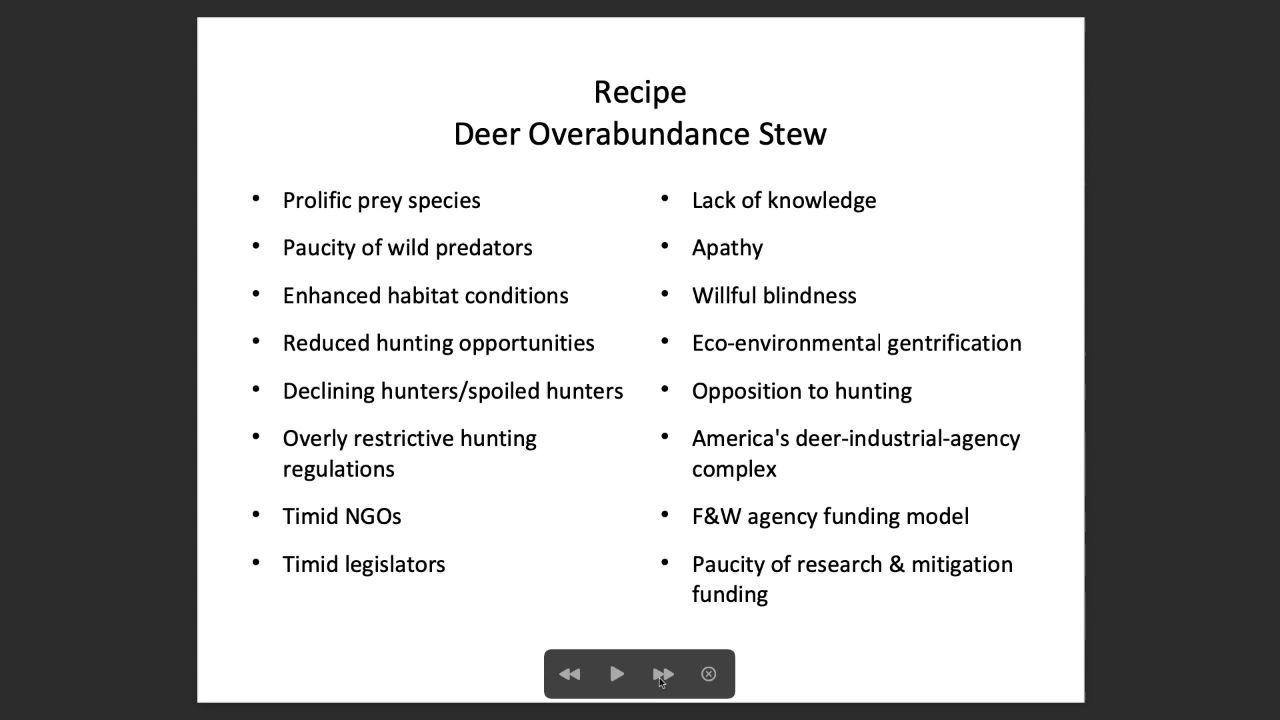 Recipe
Deer Overabundance Stew
• Prolific prey species
• Paucity of wild predators
• Enhanced habitat conditions
• Reduced hunting opportunities
• Declining hunters/spoiled hunters
• Overly restrictive hunting
regulations
• Timid NGOs
• Timid legislators
• Lack of knowledge
• Apathy
• Willful blindness
• Eco-environmental gentrification
• Opposition to hunting
• America's deer-industrial-agency
complex
• F&W agency funding model
• Paucity of research & mitigation
funding